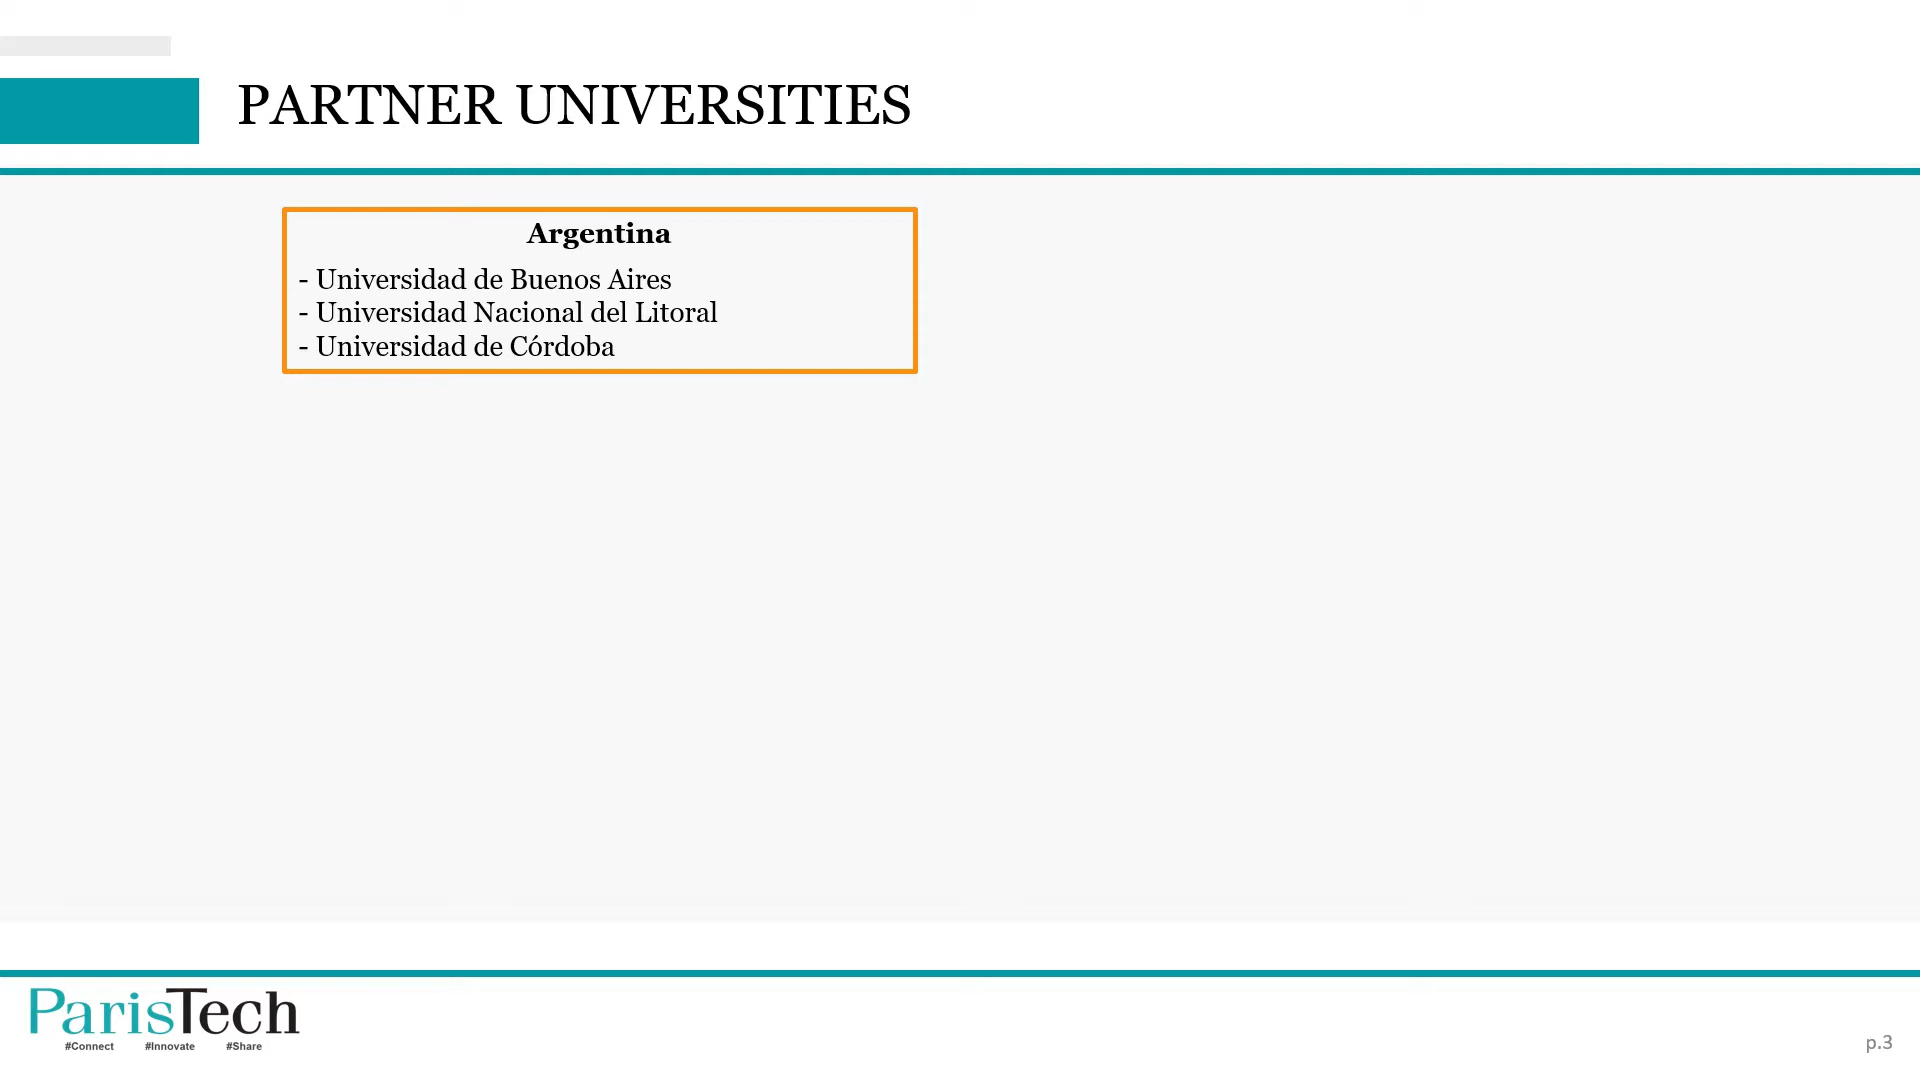 PARTNER UNIVERSITIES
Argentina
- Universidad de Buenos Aires
- Universidad Nacional del Litoral
- Universidad de Córdoba
ParisTech
#Connect #Innovate #Share
p.3